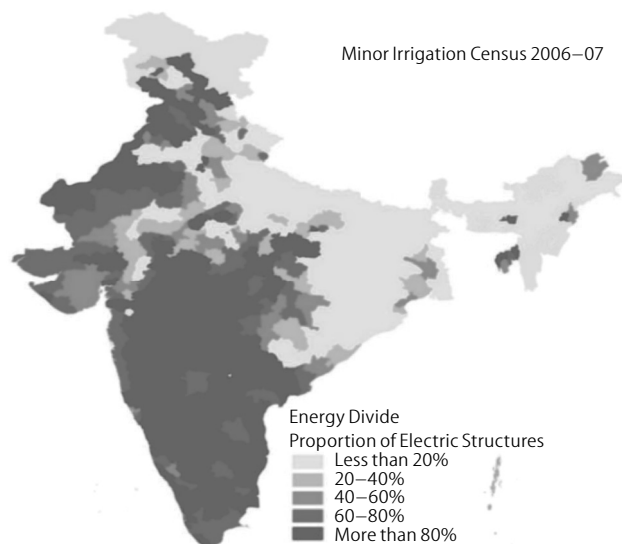 Minor Irrigation Census 2006–07
Energy Divide
Proportion of Electric Structures
Less than 20%
20–40%
40–60%
60–80%
More than 80%